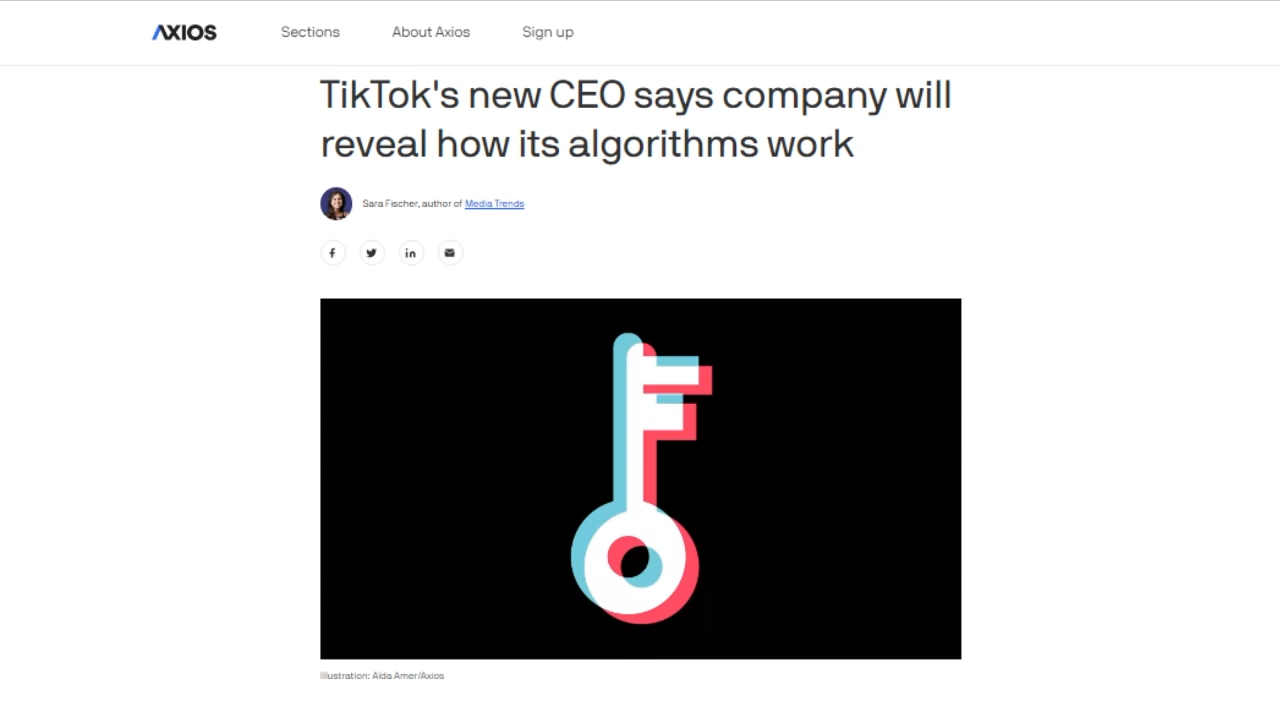 AXIOS Sections About Axios Sign up
TikTok's new CEO says company will
reveal how its algorithms work
Sara Fischer, author of Media Trends
Illustration: Aïda Amer/Axios